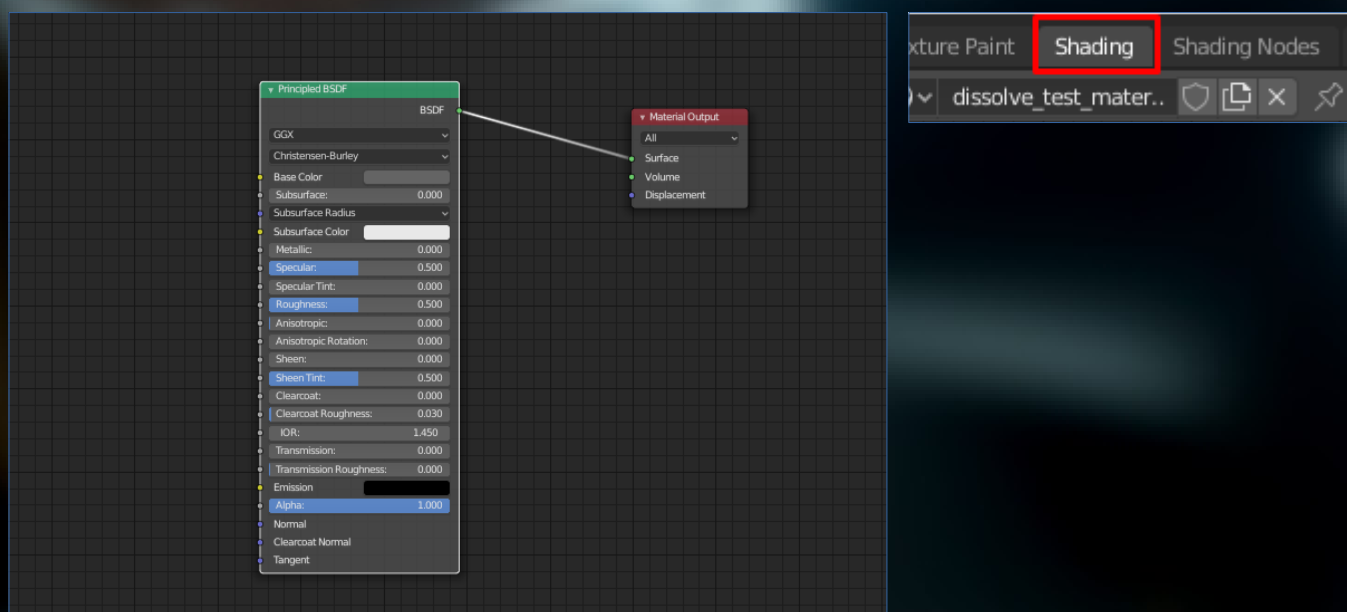 Principled BSDF
BSDF
GGX
Christensen-Burley
Base Color
Subsurface: 0.000
Subsurface Radius
Subsurface Color
Metallic: 0.000
Specular: 0.500
Specular Tint: 0.000
Roughness: 0.500
Anisotropic: 0.000
Anisotropic Rotation: 0.000
Sheen: 0.000
Sheen Tint: 0.500
Clearcoat: 0.000
Clearcoat Roughness: 0.030
IOR: 1.450
Transmission: 0.000
Transmission Roughness: 0.000
Emission
Alpha: 1.000
Normal
Clearcoat Normal
Tangent
Material Output
All
Surface
Volume
Displacement
xture Paint Shading Shading Nodes
dissolve_test_mater..